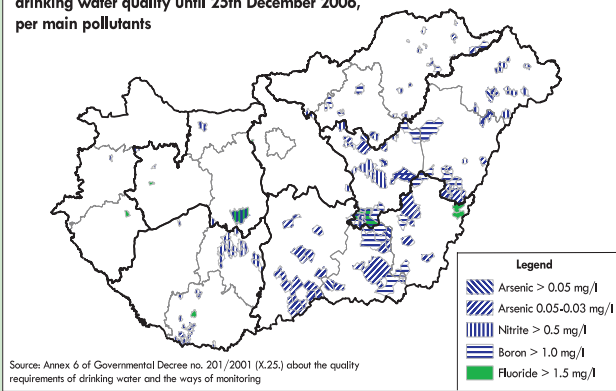 drinking water quality until 25th December 2006,
per main pollutants
Legend
Arsenic > 0.05 mg/l
Arsenic 0.05-0.03 mg/l
Nitrite > 0.5 mg/l
Boron > 1.0 mg/l
Fluoride > 1.5 mg/l
Source: Annex 6 of Governmental Decree no. 201/2001 (X.25.) about the quality
requirements of drinking water and the ways of monitoring